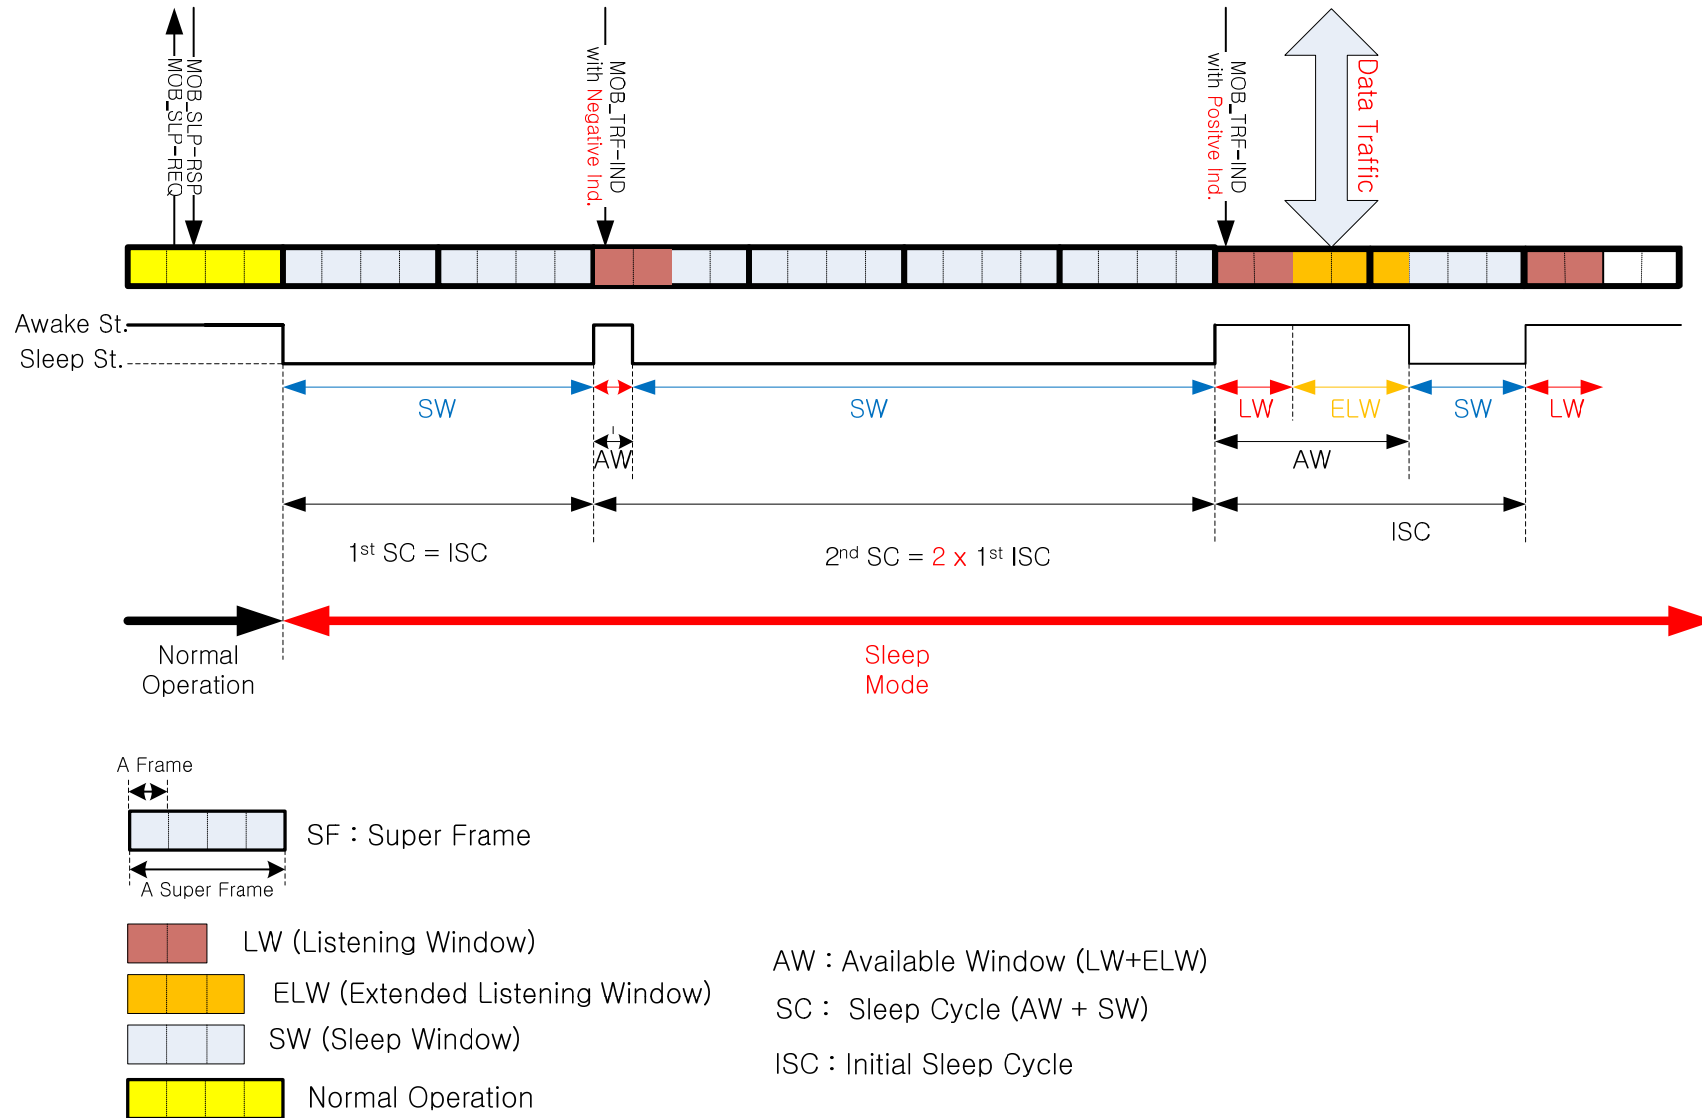 MOB_SLP-REQ
MOB_SLP-RSP
MOB_TRF-IND
with Negative Ind.
MOB_TRF-IND
with Positve Ind.
Data Traffic
Awake St.
Sleep St.
SW
SW
LW
ELW
SW
LW
AW
AW
1st SC = ISC
2nd SC = 2 x 1st ISC
ISC
Normal
Operation
Sleep
Mode
A Frame
SF : Super Frame
A Super Frame
LW (Listening Window)
ELW (Extended Listening Window)
SW (Sleep Window)
Normal Operation
AW : Available Window (LW+ELW)
SC : Sleep Cycle (AW + SW)
ISC : Initial Sleep Cycle